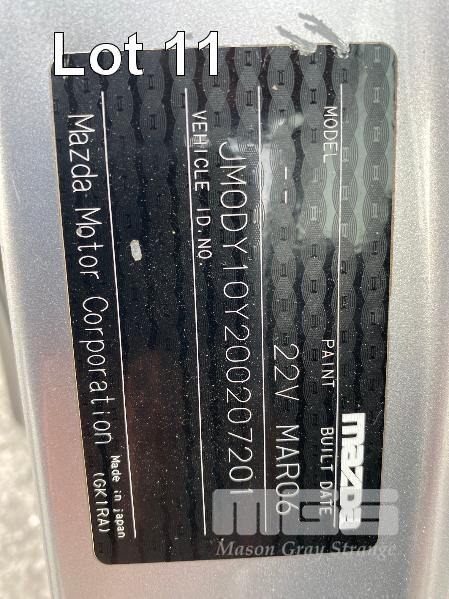 Lot 11
mazda
MODEL PAINT BUILT DATE
-- 22V MAR06
JM0DY10Y200207201
VEHICLE ID.NO.
Mazda Motor Corporation Made in japan
(GK1RA)
MGS
Mason Gray Strange